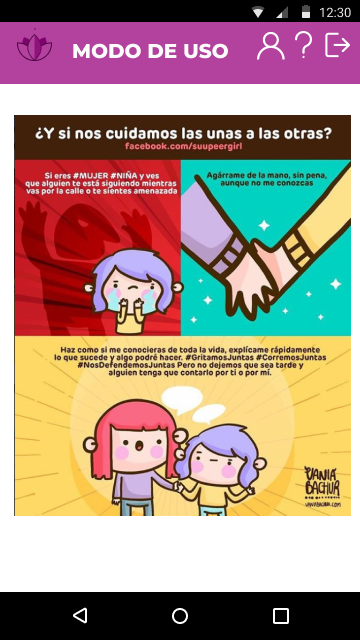 12:30
MODO DE USO
¿Y si nos cuidamos las unas a las otras?
facebook.com/suupeergirl
Si eres #MUJER #NIÑA y ves
que alguien te está siguiendo mientras
vas por la calle o te sientes amenazada
Agárrame de la mano, sin pena,
aunque no me conozcas
Haz como si me conocieras de toda la vida, explícame rápidamente
lo que sucede y algo podré hacer. #GritamosJuntas #CorremosJuntas
#NosDefendemosJuntas Pero no dejemos que sea tarde y
alguien tenga que contarlo por ti o por mí.
VANIA
BACHUR
vaniabachur.com